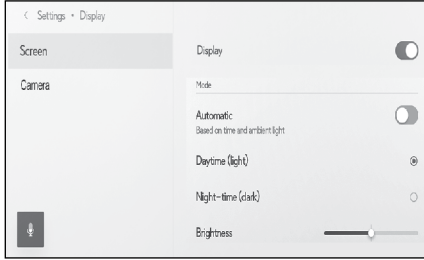 Settings • Display
Screen
Camera
Display
Mode
Automatic
Based on time and ambient light
Daytime (light)
Night-time (dark)
Brightness